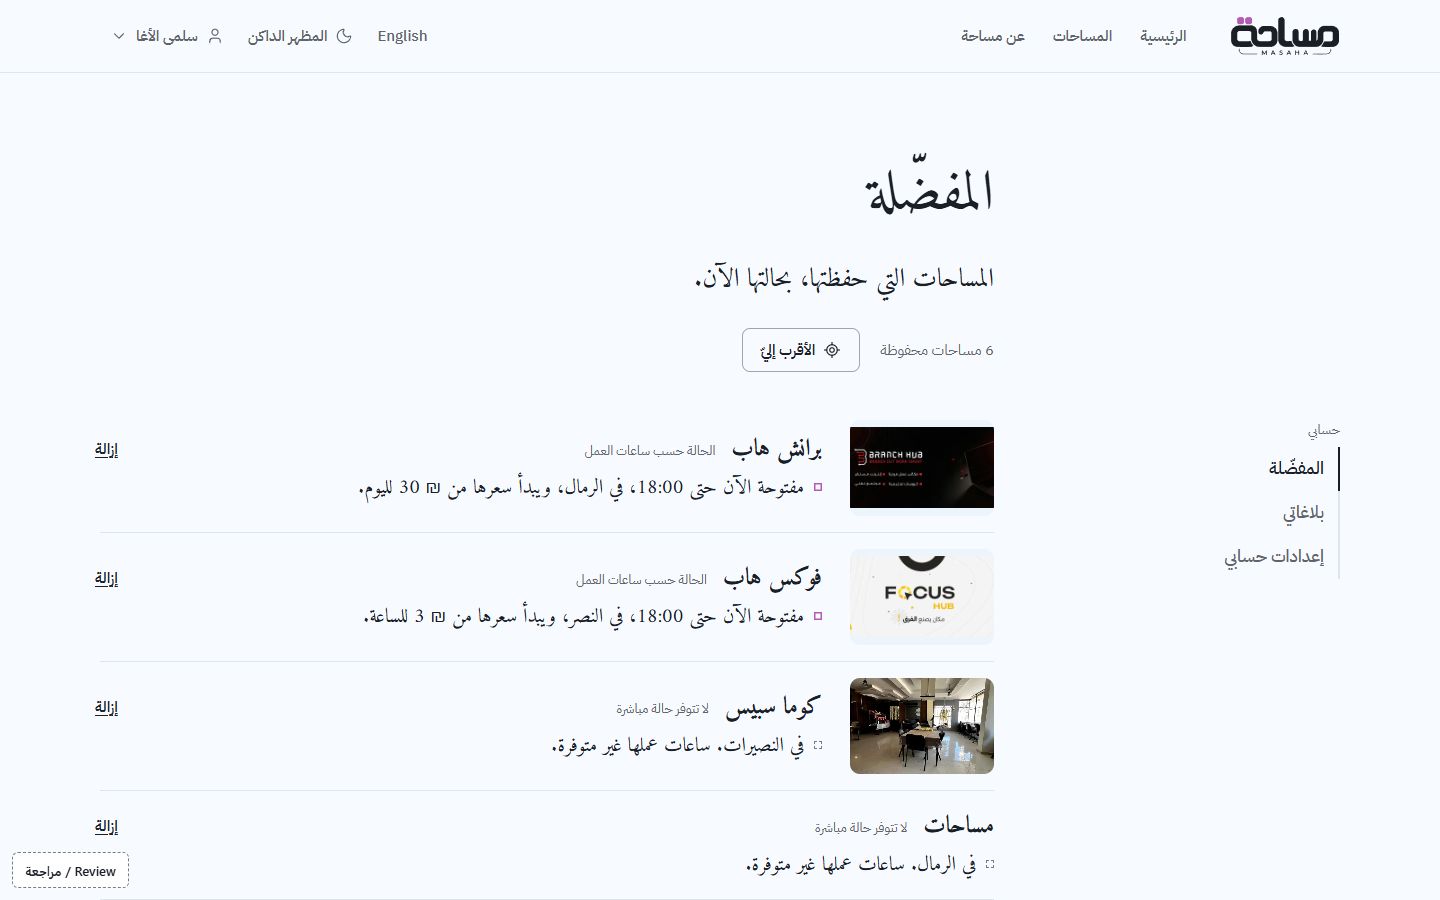 مساحة
MASAHA
الرئيسية
المساحات
عن مساحة
English
المظهر الداكن
سلمى الأغا
المفضّلة
المساحات التي حفظتها، بحالتها الآن.
6 مساحات محفوظة
الأقرب إليّ
حسابي
المفضّلة
بلاغاتي
إعدادات حسابي
BRANCH HUB
برانش هاب
الحالة حسب ساعات العمل
مفتوحة الآن حتى 18:00، في الرمال، ويبدأ سعرها من ₪ 30 لليوم.
إزالة
FOCUS
HUB
مكان يصنع الفرق
فوكس هاب
الحالة حسب ساعات العمل
مفتوحة الآن حتى 18:00، في النصر، ويبدأ سعرها من ₪ 3 للساعة.
إزالة
كوما سبيس
لا تتوفر حالة مباشرة
في النصيرات. ساعات عملها غير متوفرة.
إزالة
مساحات
لا تتوفر حالة مباشرة
في الرمال. ساعات عملها غير متوفرة.
إزالة
Review / مراجعة